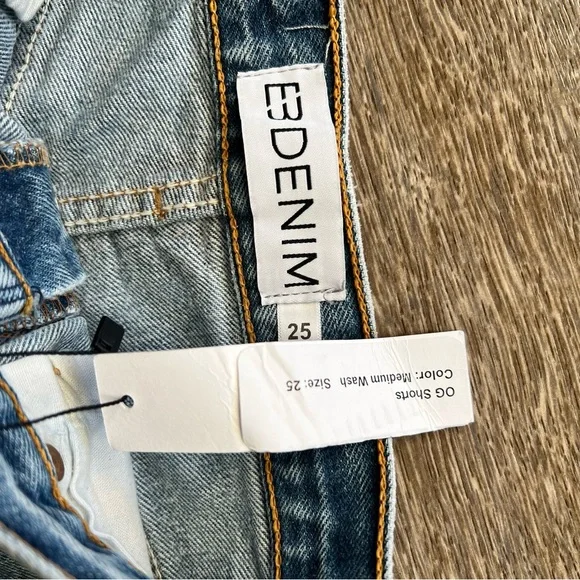 EB DENIM
25
OG Shorts
Color: Medium Wash Size: 25